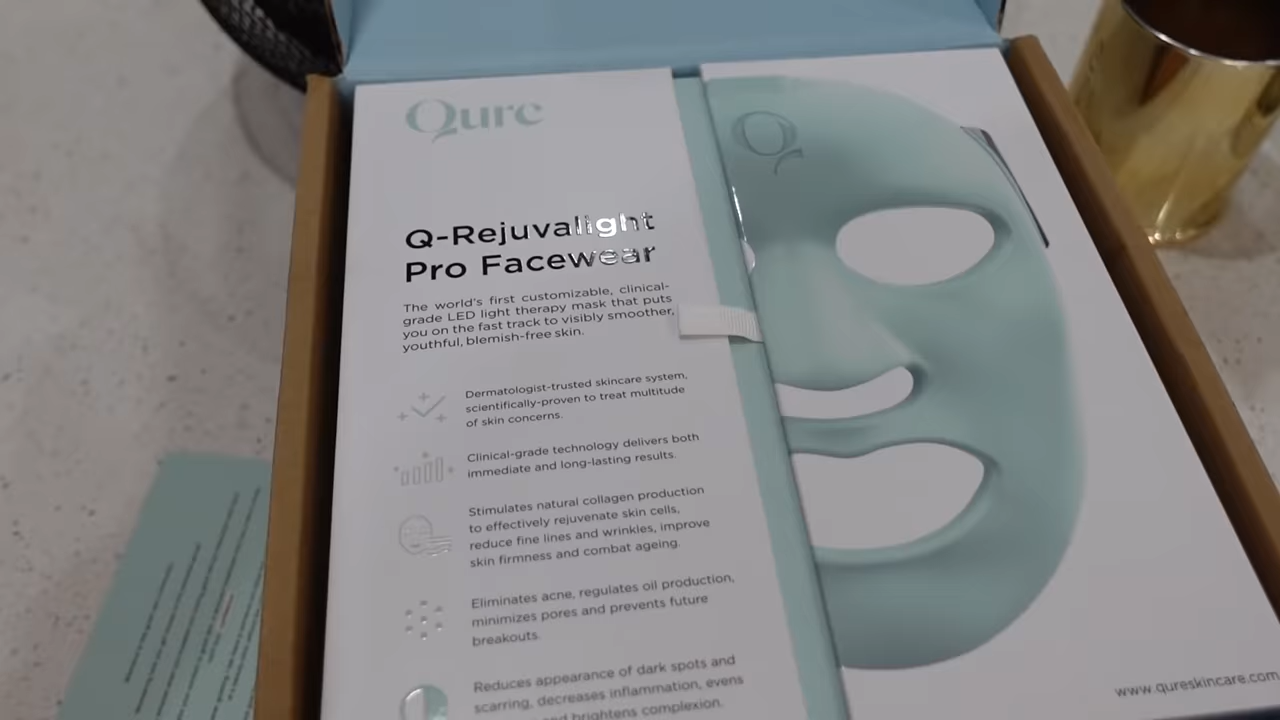 Qure
Q-Rejuvalight
Pro Facewear
The world's first customizable, clinical-
grade LED light therapy mask that puts
you on the fast track to visibly smoother,
youthful, blemish-free skin.
Dermatologist-trusted skincare system,
scientifically-proven to treat multitude
of skin concerns.
Clinical-grade technology delivers both
immediate and long-lasting results.
Stimulates natural collagen production
to effectively rejuvenate skin cells,
reduce fine lines and wrinkles, improve
skin firmness and combat ageing.
Eliminates acne, regulates oil production,
minimizes pores and prevents future
breakouts.
Reduces appearance of dark spots and
scarring, decreases inflammation, evens
brightens complexion.
Q
www.qureskincare.com